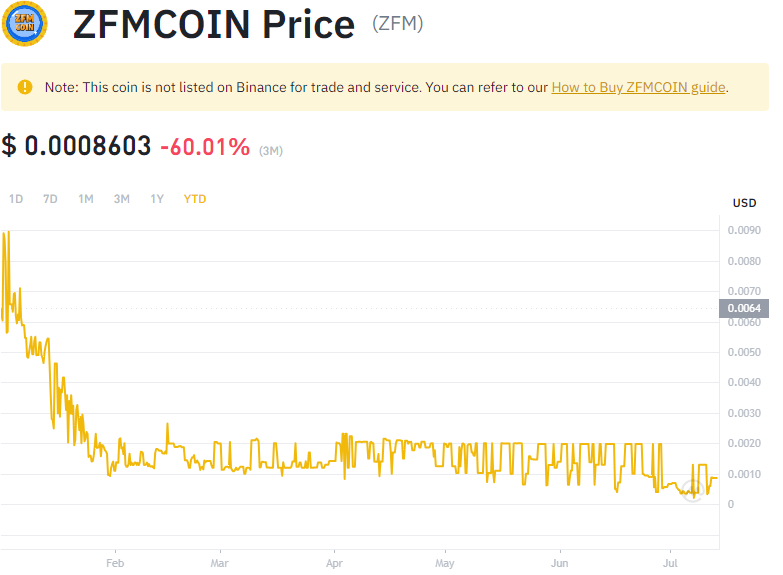 ZFM
COIN
ZFMCOIN Price (ZFM)
Note: This coin is not listed on Binance for trade and service. You can refer to our How to Buy ZFMCOIN guide.
$ 0.0008603 -60.01% (3M)
1D 7D 1M 3M 1Y YTD
USD
0.0090
0.0080
0.0070
0.0064
0.0060
0.0050
0.0040
0.0030
0.0020
0.0010
0
Feb Mar Apr May Jun Jul